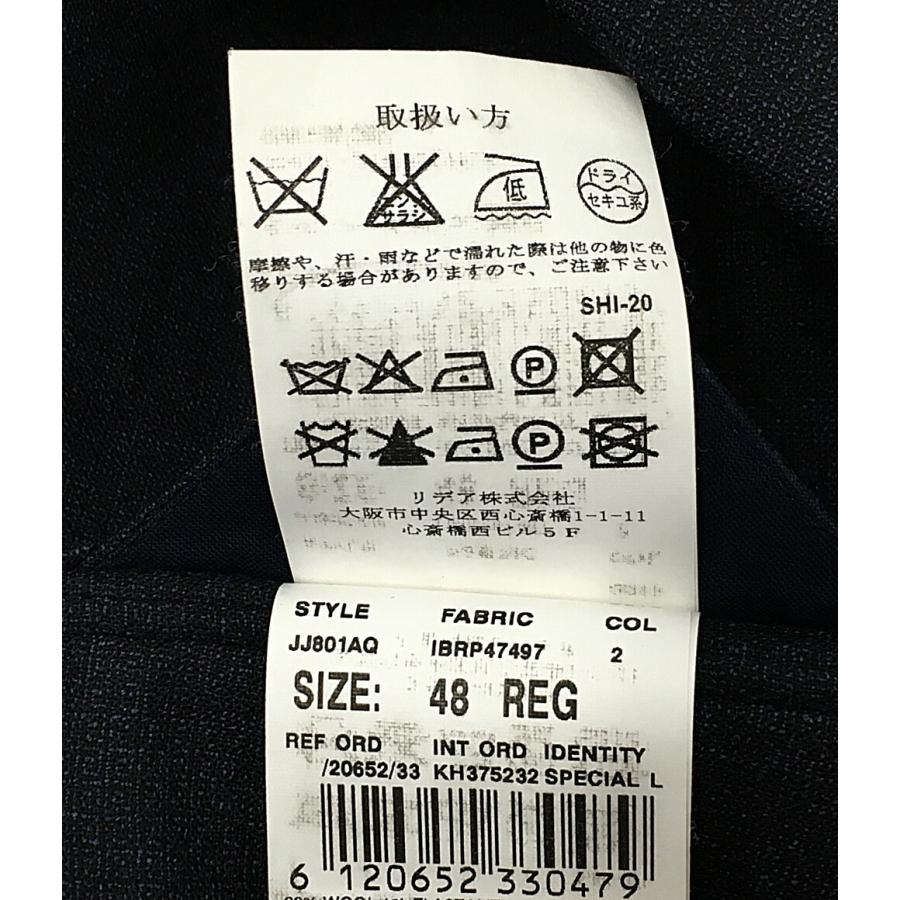 取扱い方
エンソ
サラシ
低
ドライ
セキユ系
摩擦や、汗・雨などで濡れた際は他の物に色
移りする場合がありますので、ご注意下さい
SHI-20
P
P
リデア株式会社
大阪市中央区西心斎橋1-1-11
心斎橋西ビル5F
STYLE FABRIC COL
JJ801AQ IBRP47497 2
SIZE: 48 REG
REF ORD INT ORD IDENTITY
/20652/33 KH375232 SPECIAL L
6 120652 330479